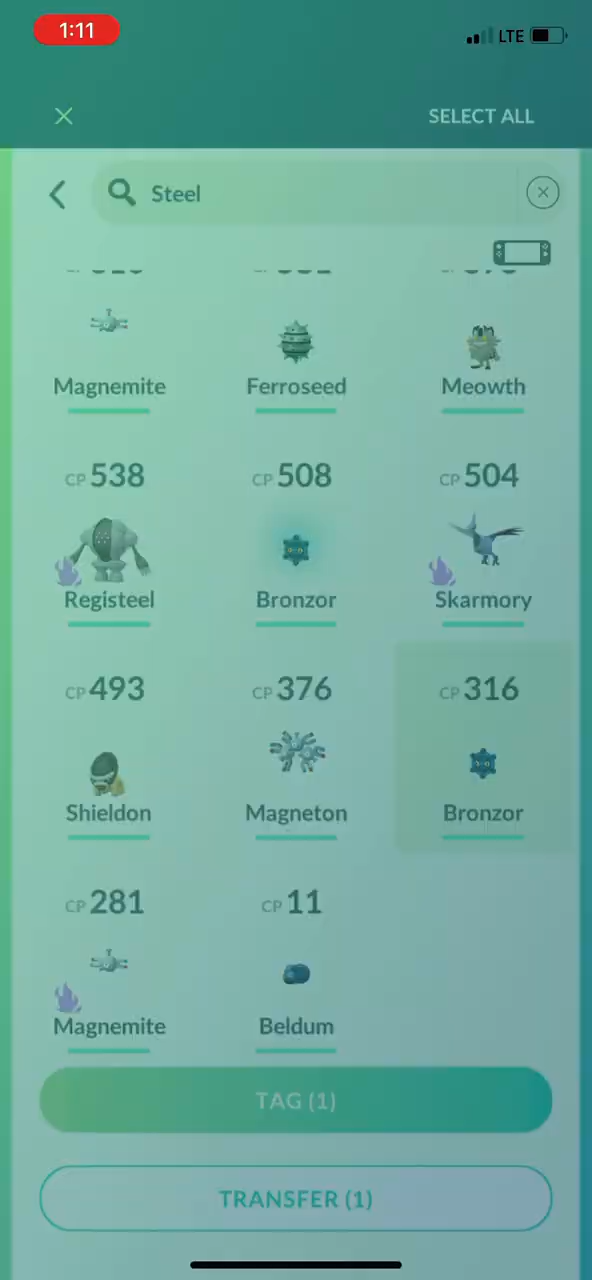 1:11 LTE
SELECT ALL
Steel
Magnemite Ferroseed Meowth
CP 538 CP 508 CP 504
Registeel Bronzor Skarmory
CP 493 CP 376 CP 316
Shieldon Magneton Bronzor
CP 281 CP 11
Magnemite Beldum
TAG (1)
TRANSFER (1)